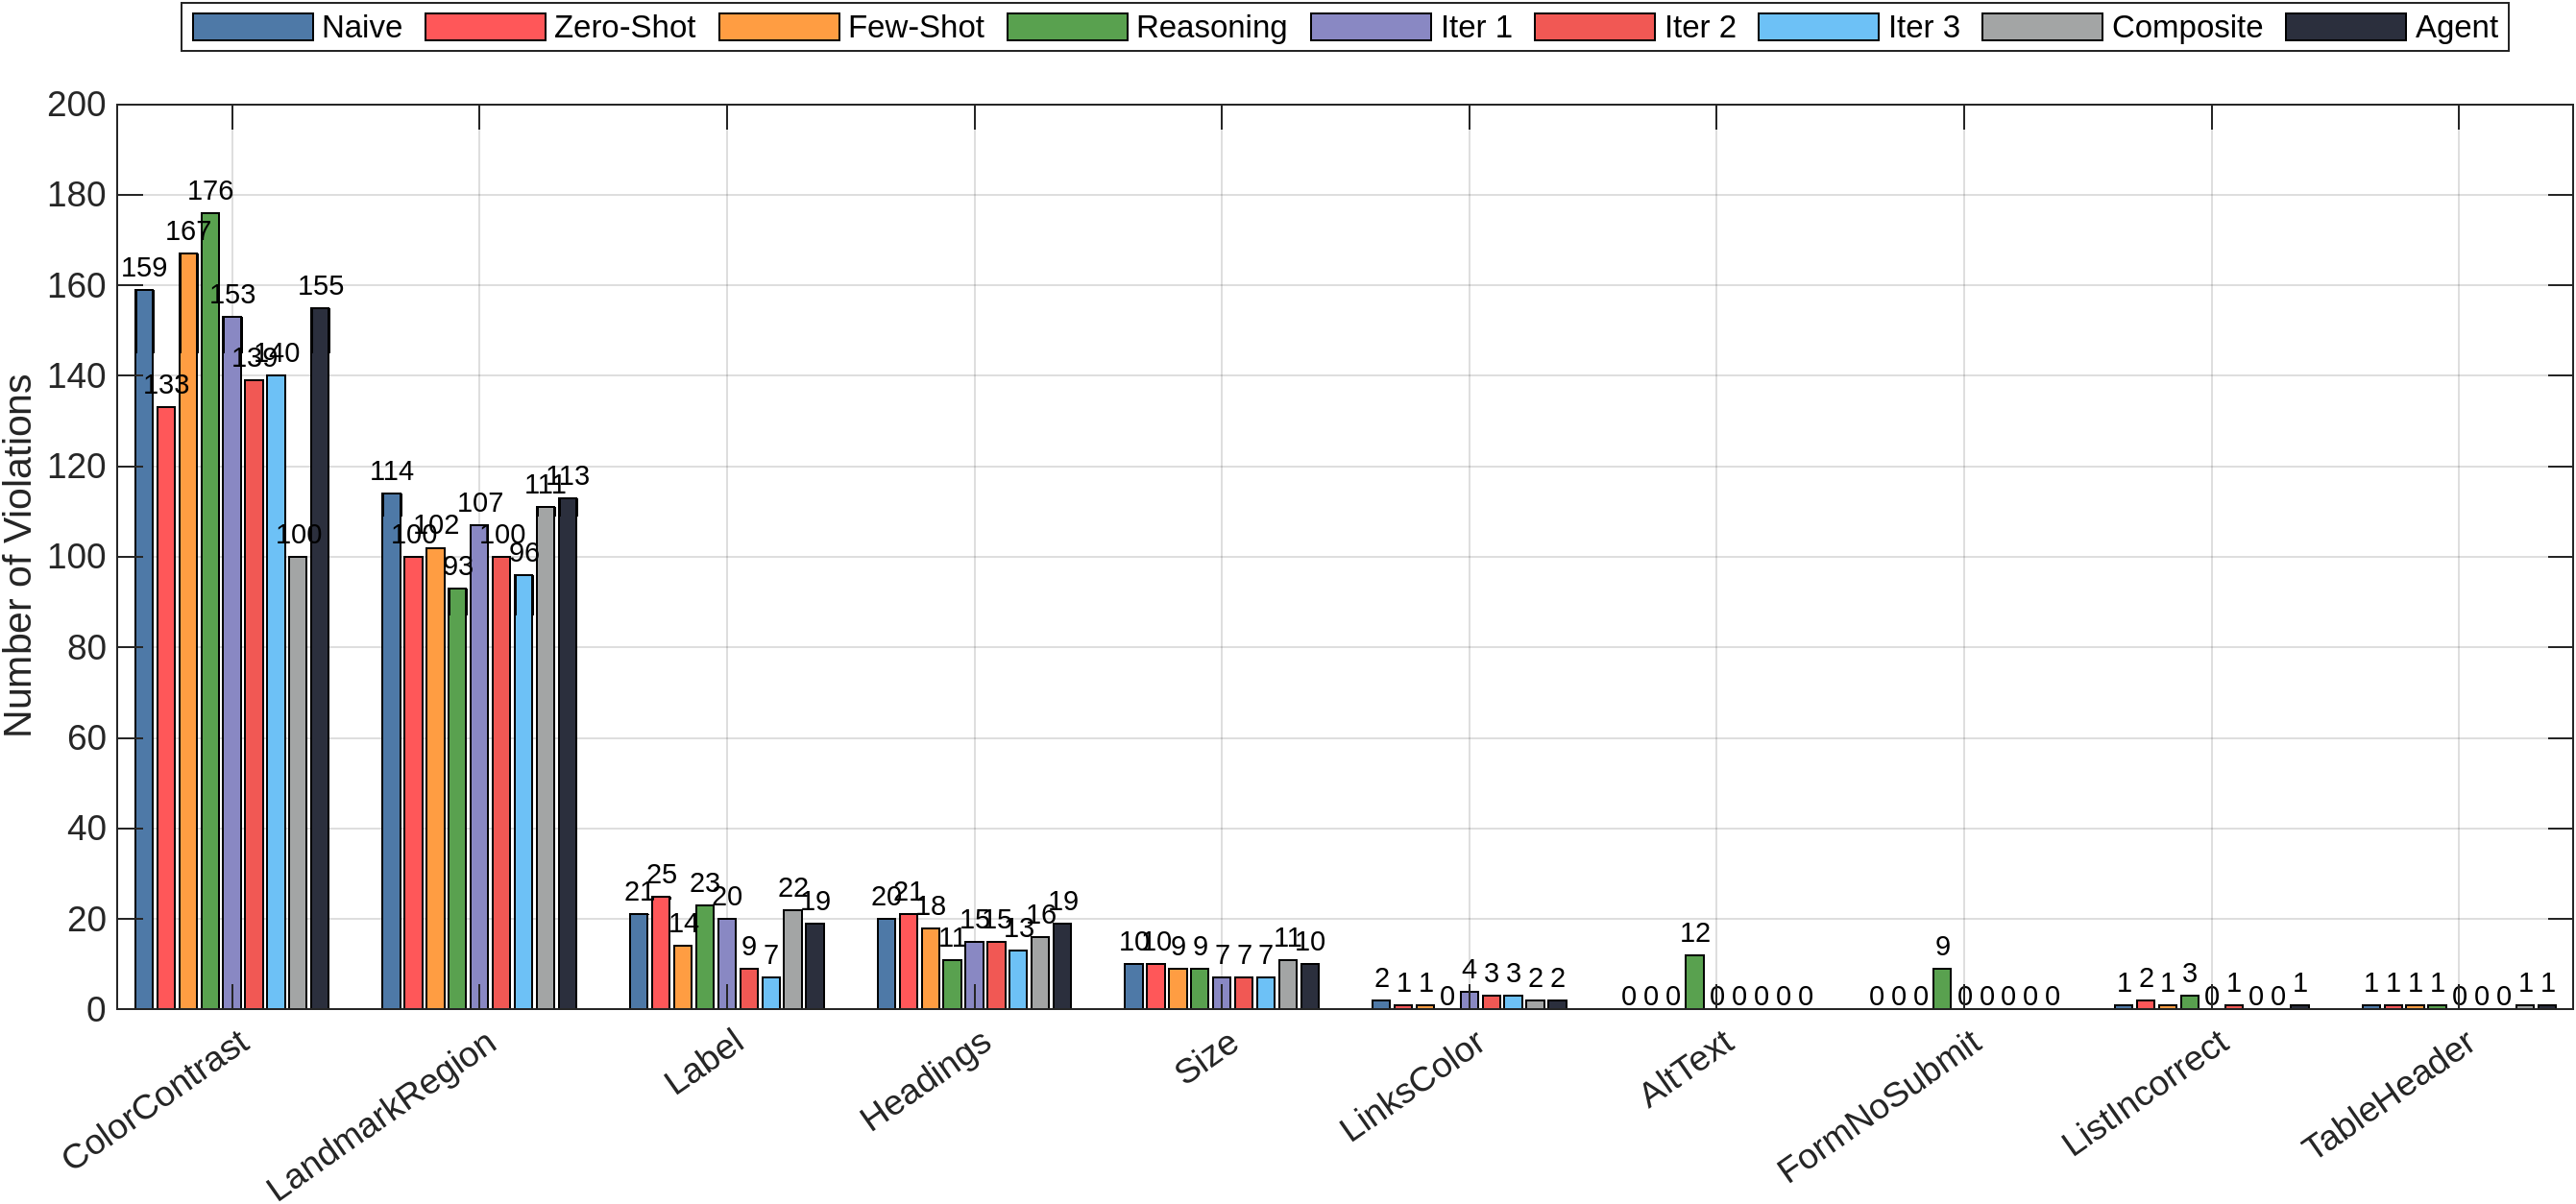 Naive Zero-Shot Few-Shot Reasoning Iter 1 Iter 2 Iter 3 Composite Agent
Number of Violations
200
180
160
140
120
100
80
60
40
20
0
159 133 167 176 153 139 140 100 155
114 100 102 93 107 100 96 111 113
21 25 14 23 20 9 7 22 19
20 21 18 11 15 15 13 16 19
10 10 9 9 7 7 7 11 10
2 1 1 0 4 3 3 2 2
0 0 0 12 0 0 0 0 0
0 0 0 9 0 0 0 0 0
1 2 1 3 0 1 0 0 1
1 1 1 1 0 0 0 1 1
ColorContrast
LandmarkRegion
Label
Headings
Size
LinksColor
AltText
FormNoSubmit
ListIncorrect
TableHeader